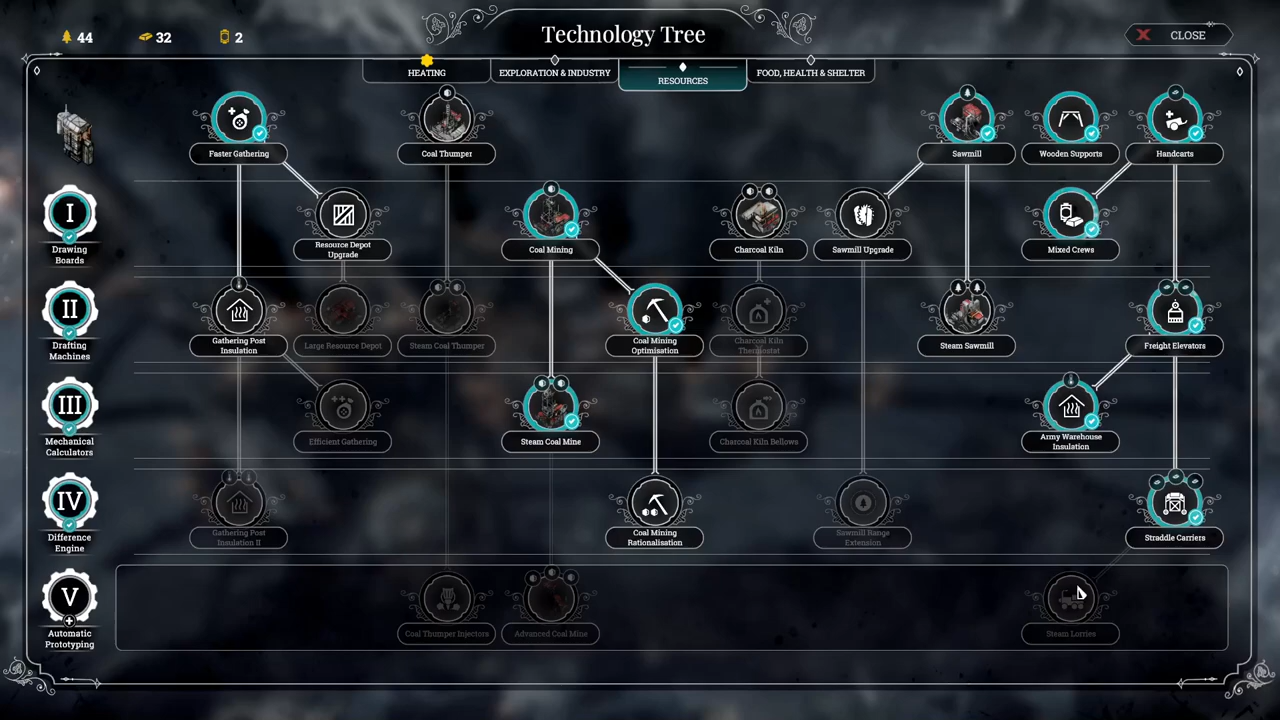 44
32
2
Technology Tree
CLOSE
HEATING
EXPLORATION & INDUSTRY
RESOURCES
FOOD, HEALTH & SHELTER
Faster Gathering
Coal Thumper
Sawmill
Wooden Supports
Handcarts
I
Drawing
Boards
Resource Depot
Upgrade
Coal Mining
Charcoal Kiln
Sawmill Upgrade
Mixed Crews
II
Drafting
Machines
Gathering Post
Insulation
Large Resource Depot
Steam Coal Thumper
Coal Mining
Optimisation
Charcoal Kiln
Thermostat
Steam Sawmill
Freight Elevators
III
Mechanical
Calculators
Efficient Gathering
Steam Coal Mine
Charcoal Kiln Bellows
Army Warehouse
Insulation
IV
Difference
Engine
Gathering Post
Insulation II
Coal Mining
Rationalisation
Sawmill Range
Extension
Straddle Carriers
V
Automatic
Prototyping
Coal Thumper Injectors
Advanced Coal Mine
Steam Lorries